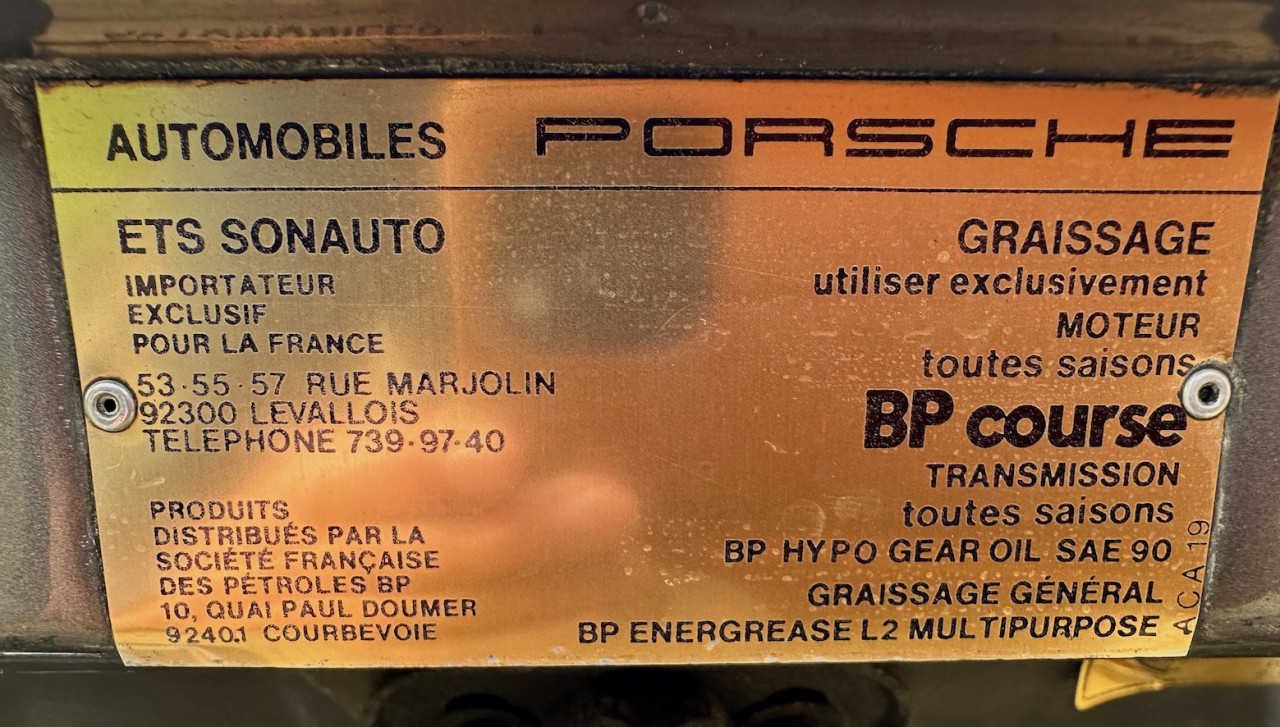 AUTOMOBILES PORSCHE
ETS SONAUTO
IMPORTATEUR
EXCLUSIF
POUR LA FRANCE
53·55·57 RUE MARJOLIN
92300 LEVALLOIS
TELEPHONE 739·97·40
PRODUITS
DISTRIBUÉS PAR LA
SOCIÉTÉ FRANÇAISE
DES PÉTROLES BP
10, QUAI PAUL DOUMER
92401 COURBEVOIE
GRAISSAGE
utiliser exclusivement
MOTEUR
toutes saisons
BP course
TRANSMISSION
toutes saisons
BP HYPO GEAR OIL SAE 90
GRAISSAGE GÉNÉRAL
BP ENERGREASE L2 MULTIPURPOSE
ACA 19